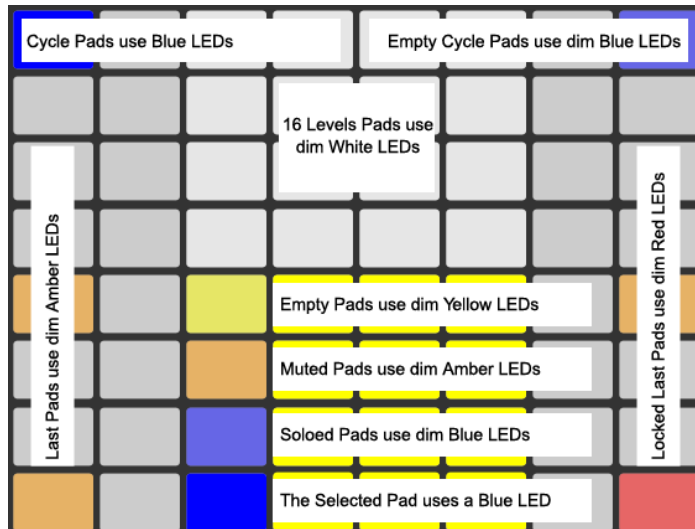 Cycle Pads use Blue LEDs
Empty Cycle Pads use dim Blue LEDs
16 Levels Pads use
dim White LEDs
Last Pads use dim Amber LEDs
Locked Last Pads use dim Red LEDs
Empty Pads use dim Yellow LEDs
Muted Pads use dim Amber LEDs
Soloed Pads use dim Blue LEDs
The Selected Pad uses a Blue LED